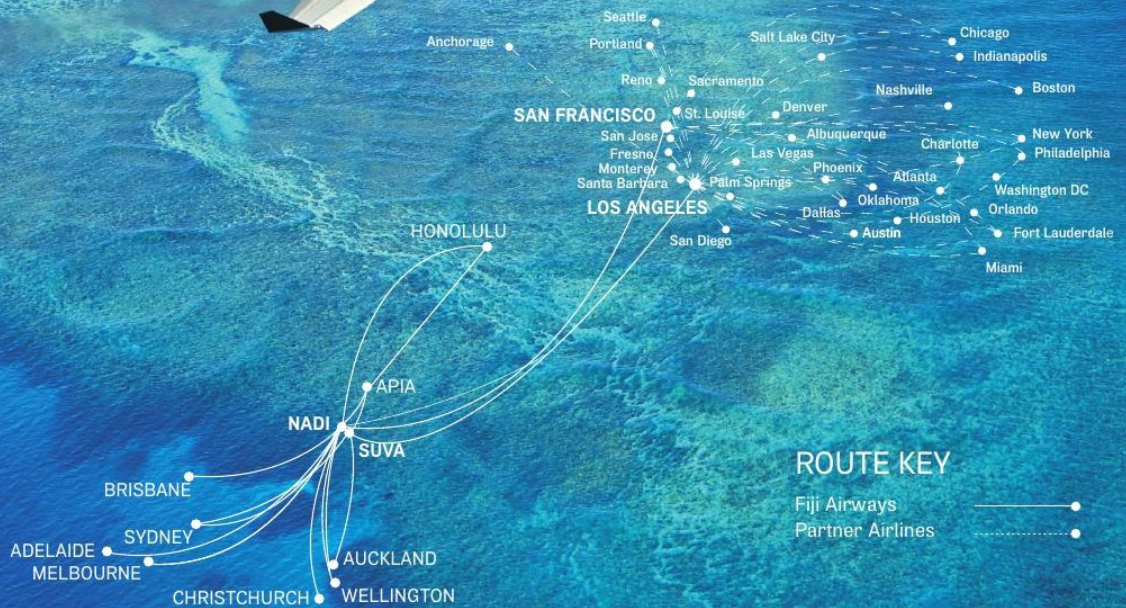 Seattle
Anchorage
Portland
Salt Lake City
Chicago
Indianapolis
Reno
Sacramento
Nashville
Boston
SAN FRANCISCO
St. Louise
Denver
San Jose
Albuquerque
New York
Fresno
Las Vegas
Charlotte
Philadelphia
Monterey
Phoenix
Santa Barbara
Palm Springs
Atlanta
Washington DC
LOS ANGELES
Oklahoma
Dallas
Houston
Orlando
San Diego
Austin
Fort Lauderdale
Miami
HONOLULU
APIA
NADI
SUVA
BRISBANE
SYDNEY
ADELAIDE
MELBOURNE
AUCKLAND
CHRISTCHURCH
WELLINGTON
ROUTE KEY
Fiji Airways
Partner Airlines